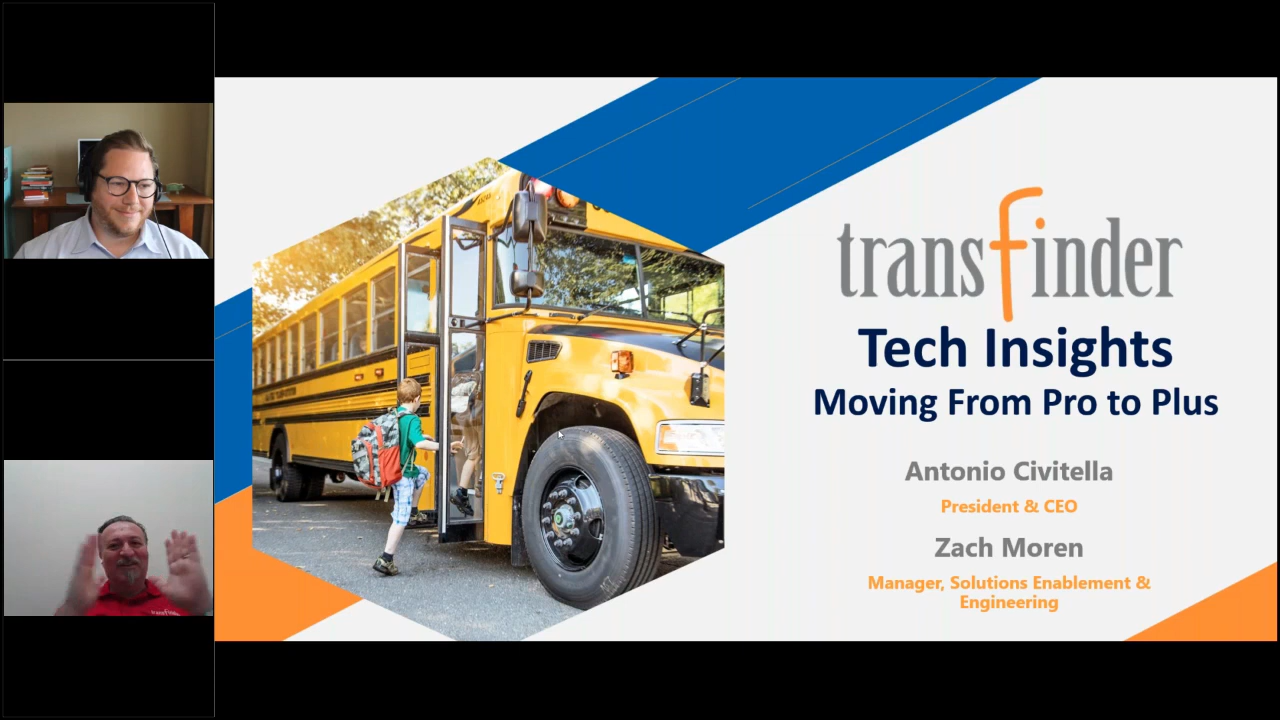 transfinder
Tech Insights
Moving From Pro to Plus
Antonio Civitella
President & CEO
Zach Moren
Manager, Solutions Enablement &
Engineering